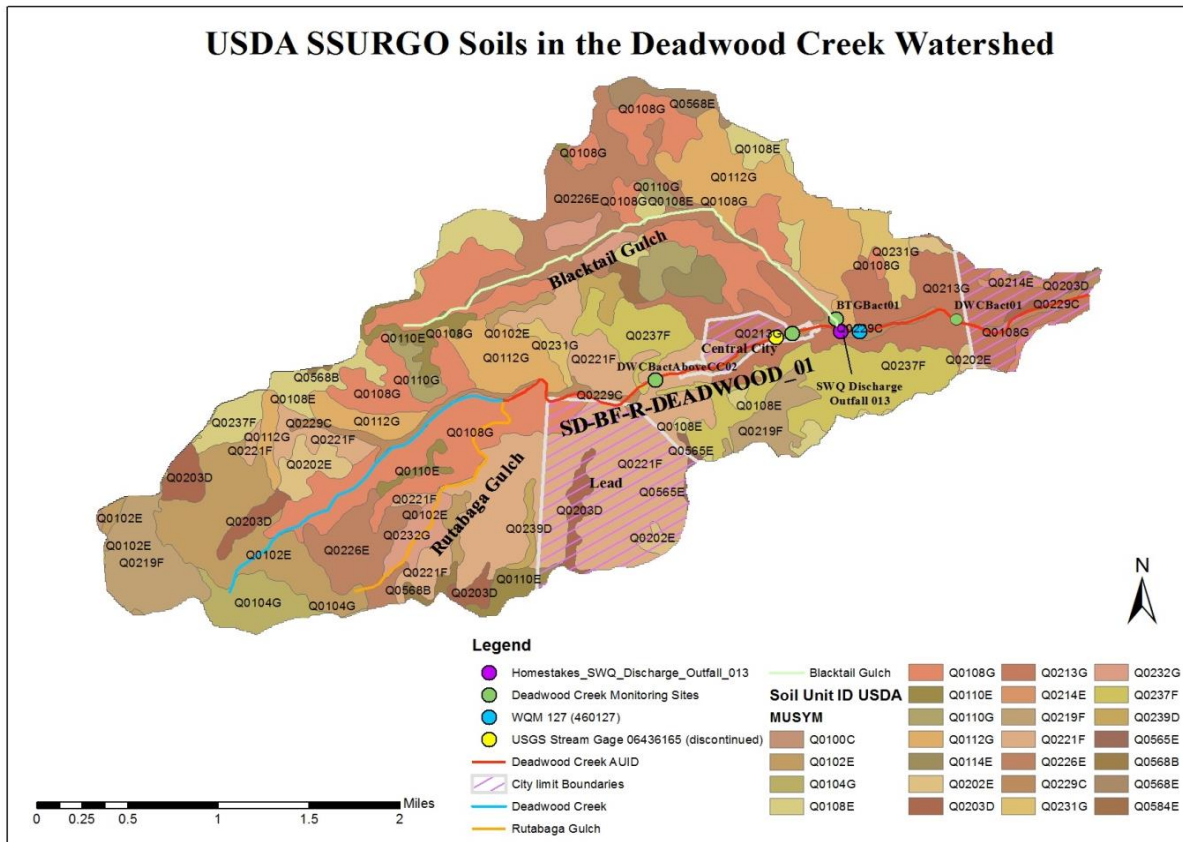 USDA SSURGO Soils in the Deadwood Creek Watershed
Q0568E
Q0108G
Q0108E
Q0108G
Q0112G
Q0110G
Q0226E
Q0108G Q0108E
Q0108G
Q0231G
Q0108G
Blacktail Gulch
Q0213G
Q0214E
Q0203D
Q0229C
BTGBact01
DWCBact01
Q0229C
Q0108G
Q0213G
Central City
Q0110E
Q0108G
Q0102E
Q0231G
Q0237F
Q0112G
Q0221F
DWCBactAboveCC02
Q0202E
Q0237F
SWQ Discharge
Outfall 013
Q0568B
Q0110G
Q0108G
Q0108E
Q0229C
SD-BF-R-DEADWOOD_01
Q0108E
Q0237F
Q0229C
Q0112G
Q0112G
Q0221F
Q0221F
Q0108G
Q0108E
Q0219F
Q0202E
Q0565E
Q0110E
Q0221F
Q0203D
Lead
Q0221F
Q0565E
Q0102E
Q0203D
Q0203D
Rutabaga Gulch
Q0102E
Q0232G
Q0239D
Q0202E
Q0102E
Q0102E
Q0226E
Q0219F
Q0221F
Q0110E
Q0568B
Q0203D
Q0104G
Q0104G
N
Legend
Homestakes_SWQ_Discharge_Outfall_013
Deadwood Creek Monitoring Sites
WQM 127 (460127)
USGS Stream Gage 06436165 (discontinued)
Deadwood Creek AUID
City limit Boundaries
Deadwood Creek
Rutabaga Gulch
Blacktail Gulch
Soil Unit ID USDA
MUSYM
Q0100C
Q0102E
Q0104G
Q0108E
Q0108G
Q0110E
Q0110G
Q0112G
Q0114E
Q0202E
Q0203D
Q0213G
Q0214E
Q0219F
Q0221F
Q0226E
Q0229C
Q0231G
Q0232G
Q0237F
Q0239D
Q0565E
Q0568B
Q0568E
Q0584E
Miles
0 0.25 0.5 1 1.5 2